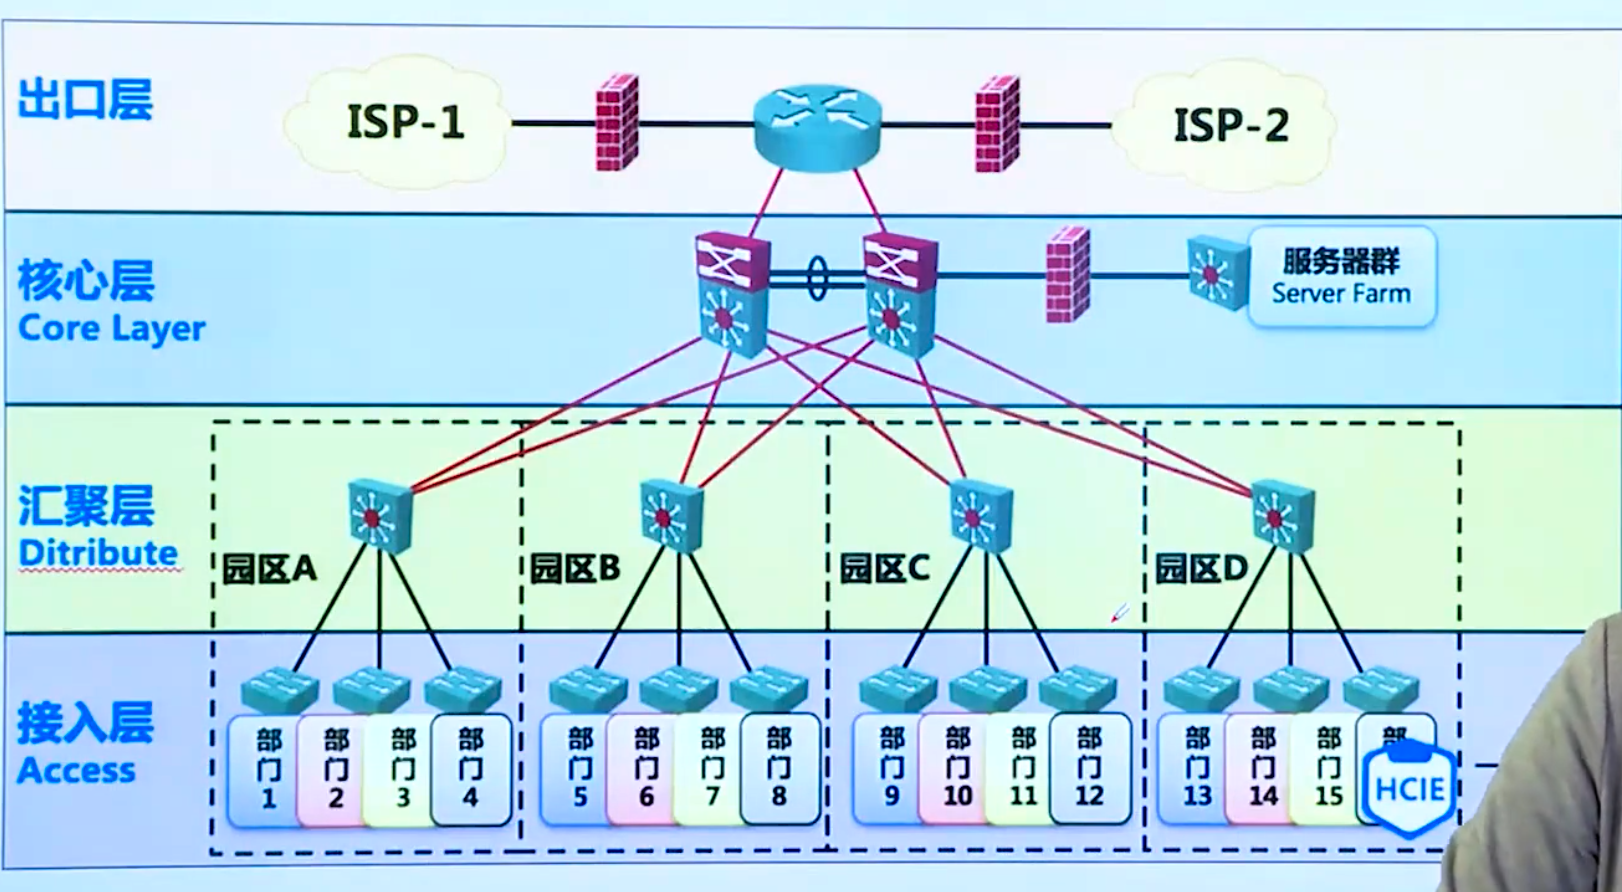 出口层
ISP-1
ISP-2
核心层
Core Layer
服务器群
Server Farm
汇聚层
Ditribute
园区A
园区B
园区C
园区D
接入层
Access
部门1
部门2
部门3
部门4
部门5
部门6
部门7
部门8
部门9
部门10
部门11
部门12
部门13
部门14
部门15
部
HCIE